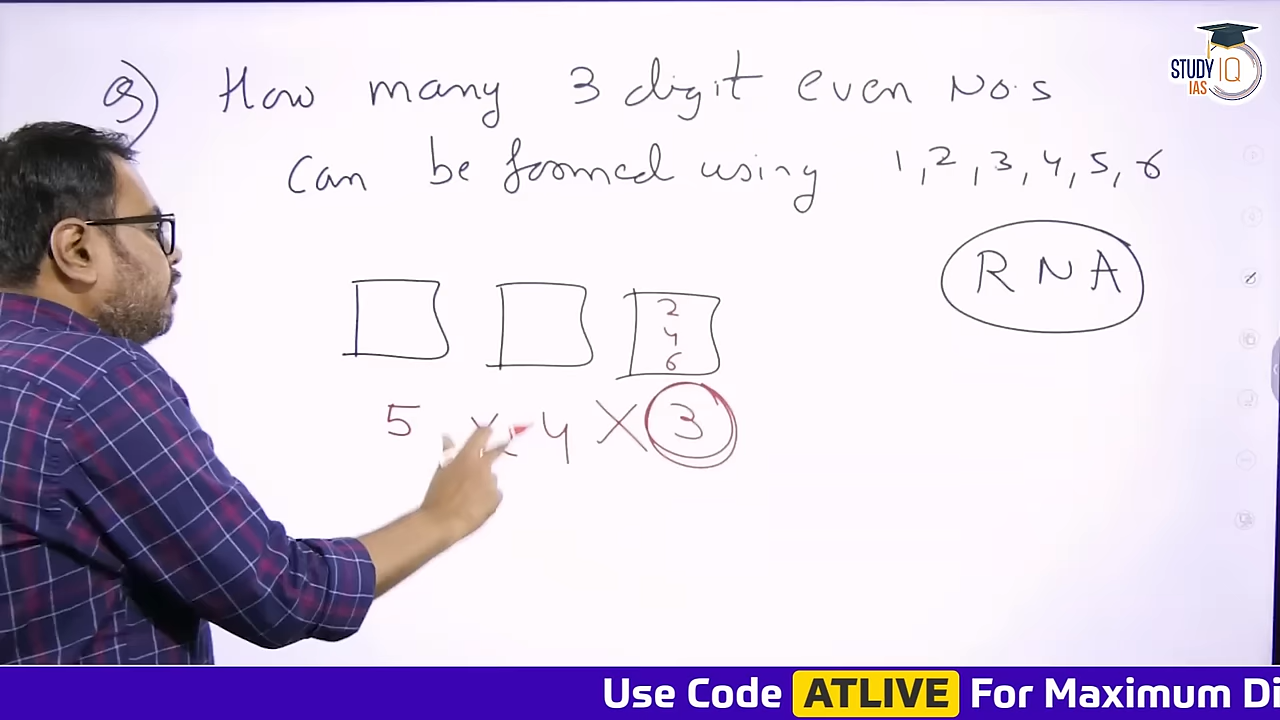 Q) How many 3 digit even No.s
can be formed using 1, 2, 3, 4, 5, 6
STUDY IQ
IAS
R N A
2
4
6
5 × 4 × 3
Use Code ATLIVE For Maximum Di